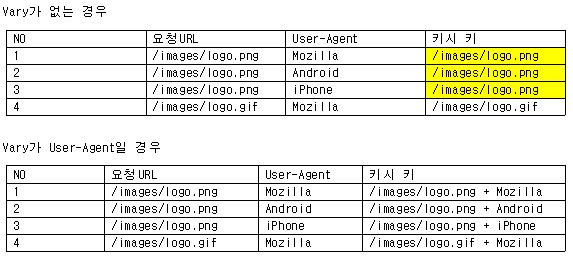 Vary가 없는 경우
NO 요청URL User-Agent 키시 키
1 /images/logo.png Mozilla /images/logo.png
2 /images/logo.png Android /images/logo.png
3 /images/logo.png iPhone /images/logo.png
4 /images/logo.gif Mozilla /images/logo.gif
Vary가 User-Agent일 경우
NO 요청URL User-Agent 키시 키
1 /images/logo.png Mozilla /images/logo.png + Mozilla
2 /images/logo.png Android /images/logo.png + Android
3 /images/logo.png iPhone /images/logo.png + iPhone
4 /images/logo.gif Mozilla /images/logo.gif + Mozilla